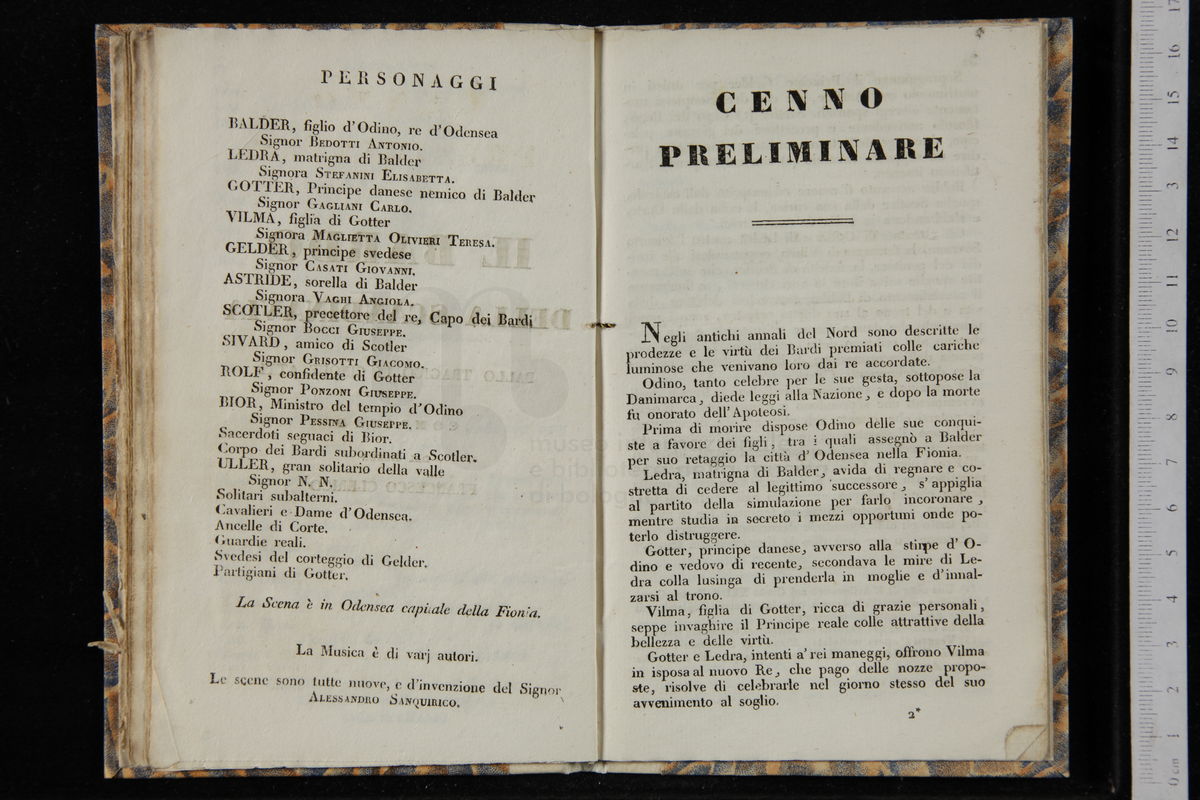 PERSONAGGI
BALDER, figlio d'Odino, re d'Odensea
Signor BEDOTTI ANTONIO.
LEDRA, matrigna di Balder
Signora STEFANINI ELISABETTA.
GOTTER, Principe danese nemico di Balder
Signor GAGLIANI CARLO.
VILMA, figlia di Gotter
Signora MAGLIETTA OLIVIERI TERESA.
GELDER, principe svedese
Signor CASATI GIOVANNI.
ASTRIDE, sorella di Balder
Signora VAGHI ANGIOLA.
SCOTLER, precettore del re, Capo dei Bardi
Signor BOCCI GIUSEPPE.
SIVARD, amico di Scotler
Signor GRISOTTI GIACOMO.
ROLF, confidente di Gotter
Signor PONZONI GIUSEPPE.
BIOR, Ministro del tempio d'Odino
Signor PESSINA GIUSEPPE.
Sacerdoti seguaci di Bior.
Corpo dei Bardi subordinati a Scotler.
ULLER, gran solitario della valle
Signor N. N.
Solitari subalterni.
Cavalieri e Dame d'Odensea.
Ancelle di Corte.
Guardie reali.
Svedesi del corteggio di Gelder.
Partigiani di Gotter.
La Scena è in Odensea capitale della Fionia.
La Musica è di varj autori.
Le scene sono tutte nuove, e d'invenzione del Signor
ALESSANDRO SANQUIRICO.
CENNO
PRELIMINARE
Negli antichi annali del Nord sono descritte le
prodezze e le virtù dei Bardi premiati colle cariche
luminose che venivano loro dai re accordate.
Odino, tanto celebre per le sue gesta, sottopose la
Danimarca, diede leggi alla Nazione, e dopo la morte
fu onorato dell'Apoteosi.
Prima di morire dispose Odino delle sue conqui-
ste a favore dei figli, tra i quali assegnò a Balder
per suo retaggio la città d'Odensea nella Fionia.
Ledra, matrigna di Balder, avida di regnare e co-
stretta di cedere al legittimo successore, s'appiglia
al partito della simulazione per farlo incoronare,
mentre studia in secreto i mezzi opportuni onde po-
terlo distruggere.
Gotter, principe danese, avverso alla stirpe d'O-
dino e vedovo di recente, secondava le mire di Le-
dra colla lusinga di prenderla in moglie e d'innal-
zarsi al trono.
Vilma, figlia di Gotter, ricca di grazie personali,
seppe invaghire il Principe reale colle attrattive della
bellezza e delle virtù.
Gotter e Ledra, intenti a' rei maneggi, offrono Vilma
in isposa al nuovo Re, che pago delle nozze propo-
ste, risolve di celebrarle nel giorno stesso del suo
avvenimento al soglio.
2*